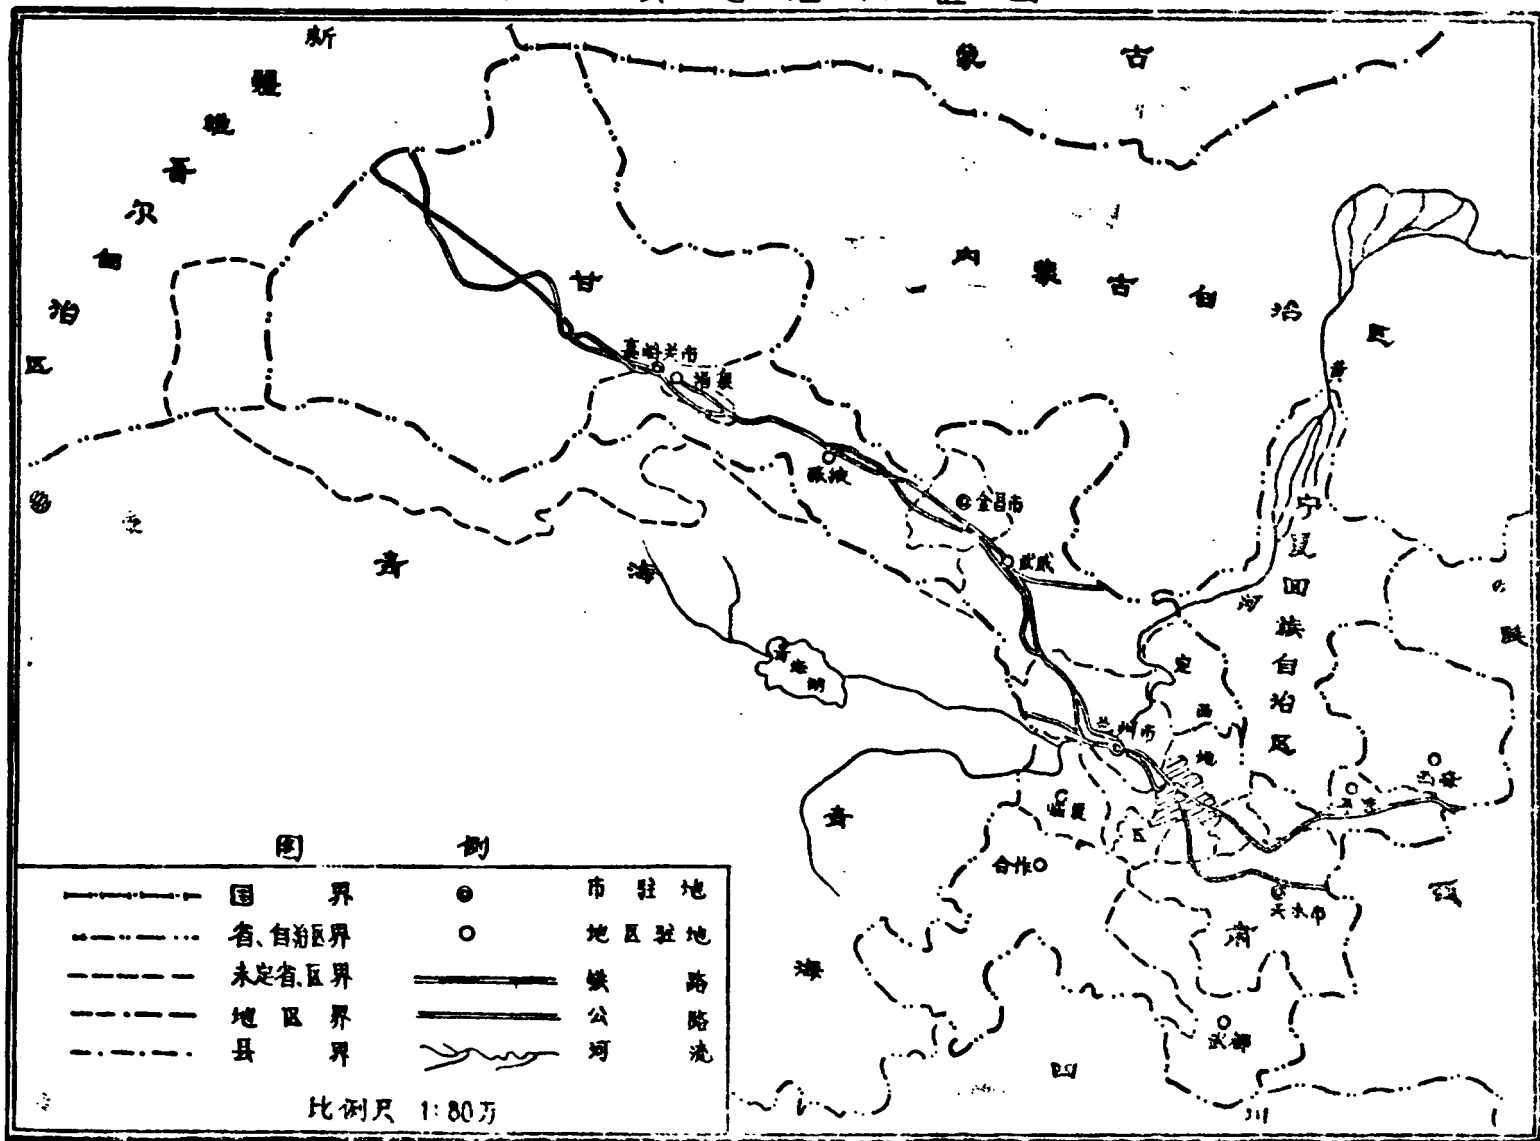 新疆维吾尔自治区
蒙古
内蒙古自治区
甘
嘉峪关市
酒泉
张掖
金昌市
武威
青海
青海湖
黄河
宁夏回族自治区
定西地区
兰州市
临夏
合作
天水市
肃
武都
青海
四川
陕
图例
国界
市驻地
省、自治区界
地区驻地
未定省、区界
铁路
地区界
公路
县界
河流
比例尺 1:80万